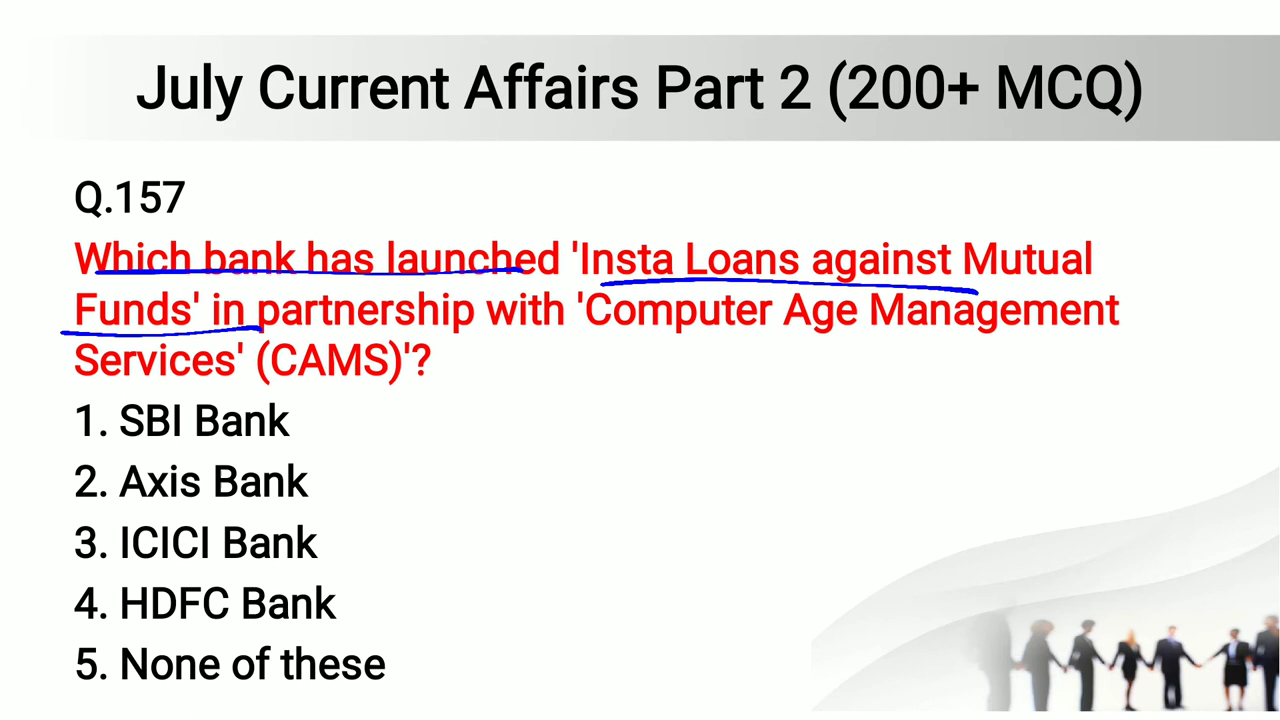 July Current Affairs Part 2 (200+ MCQ)
Q.157
Which bank has launched 'Insta Loans against Mutual
Funds' in partnership with 'Computer Age Management
Services' (CAMS)'?
1. SBI Bank
2. Axis Bank
3. ICICI Bank
4. HDFC Bank
5. None of these